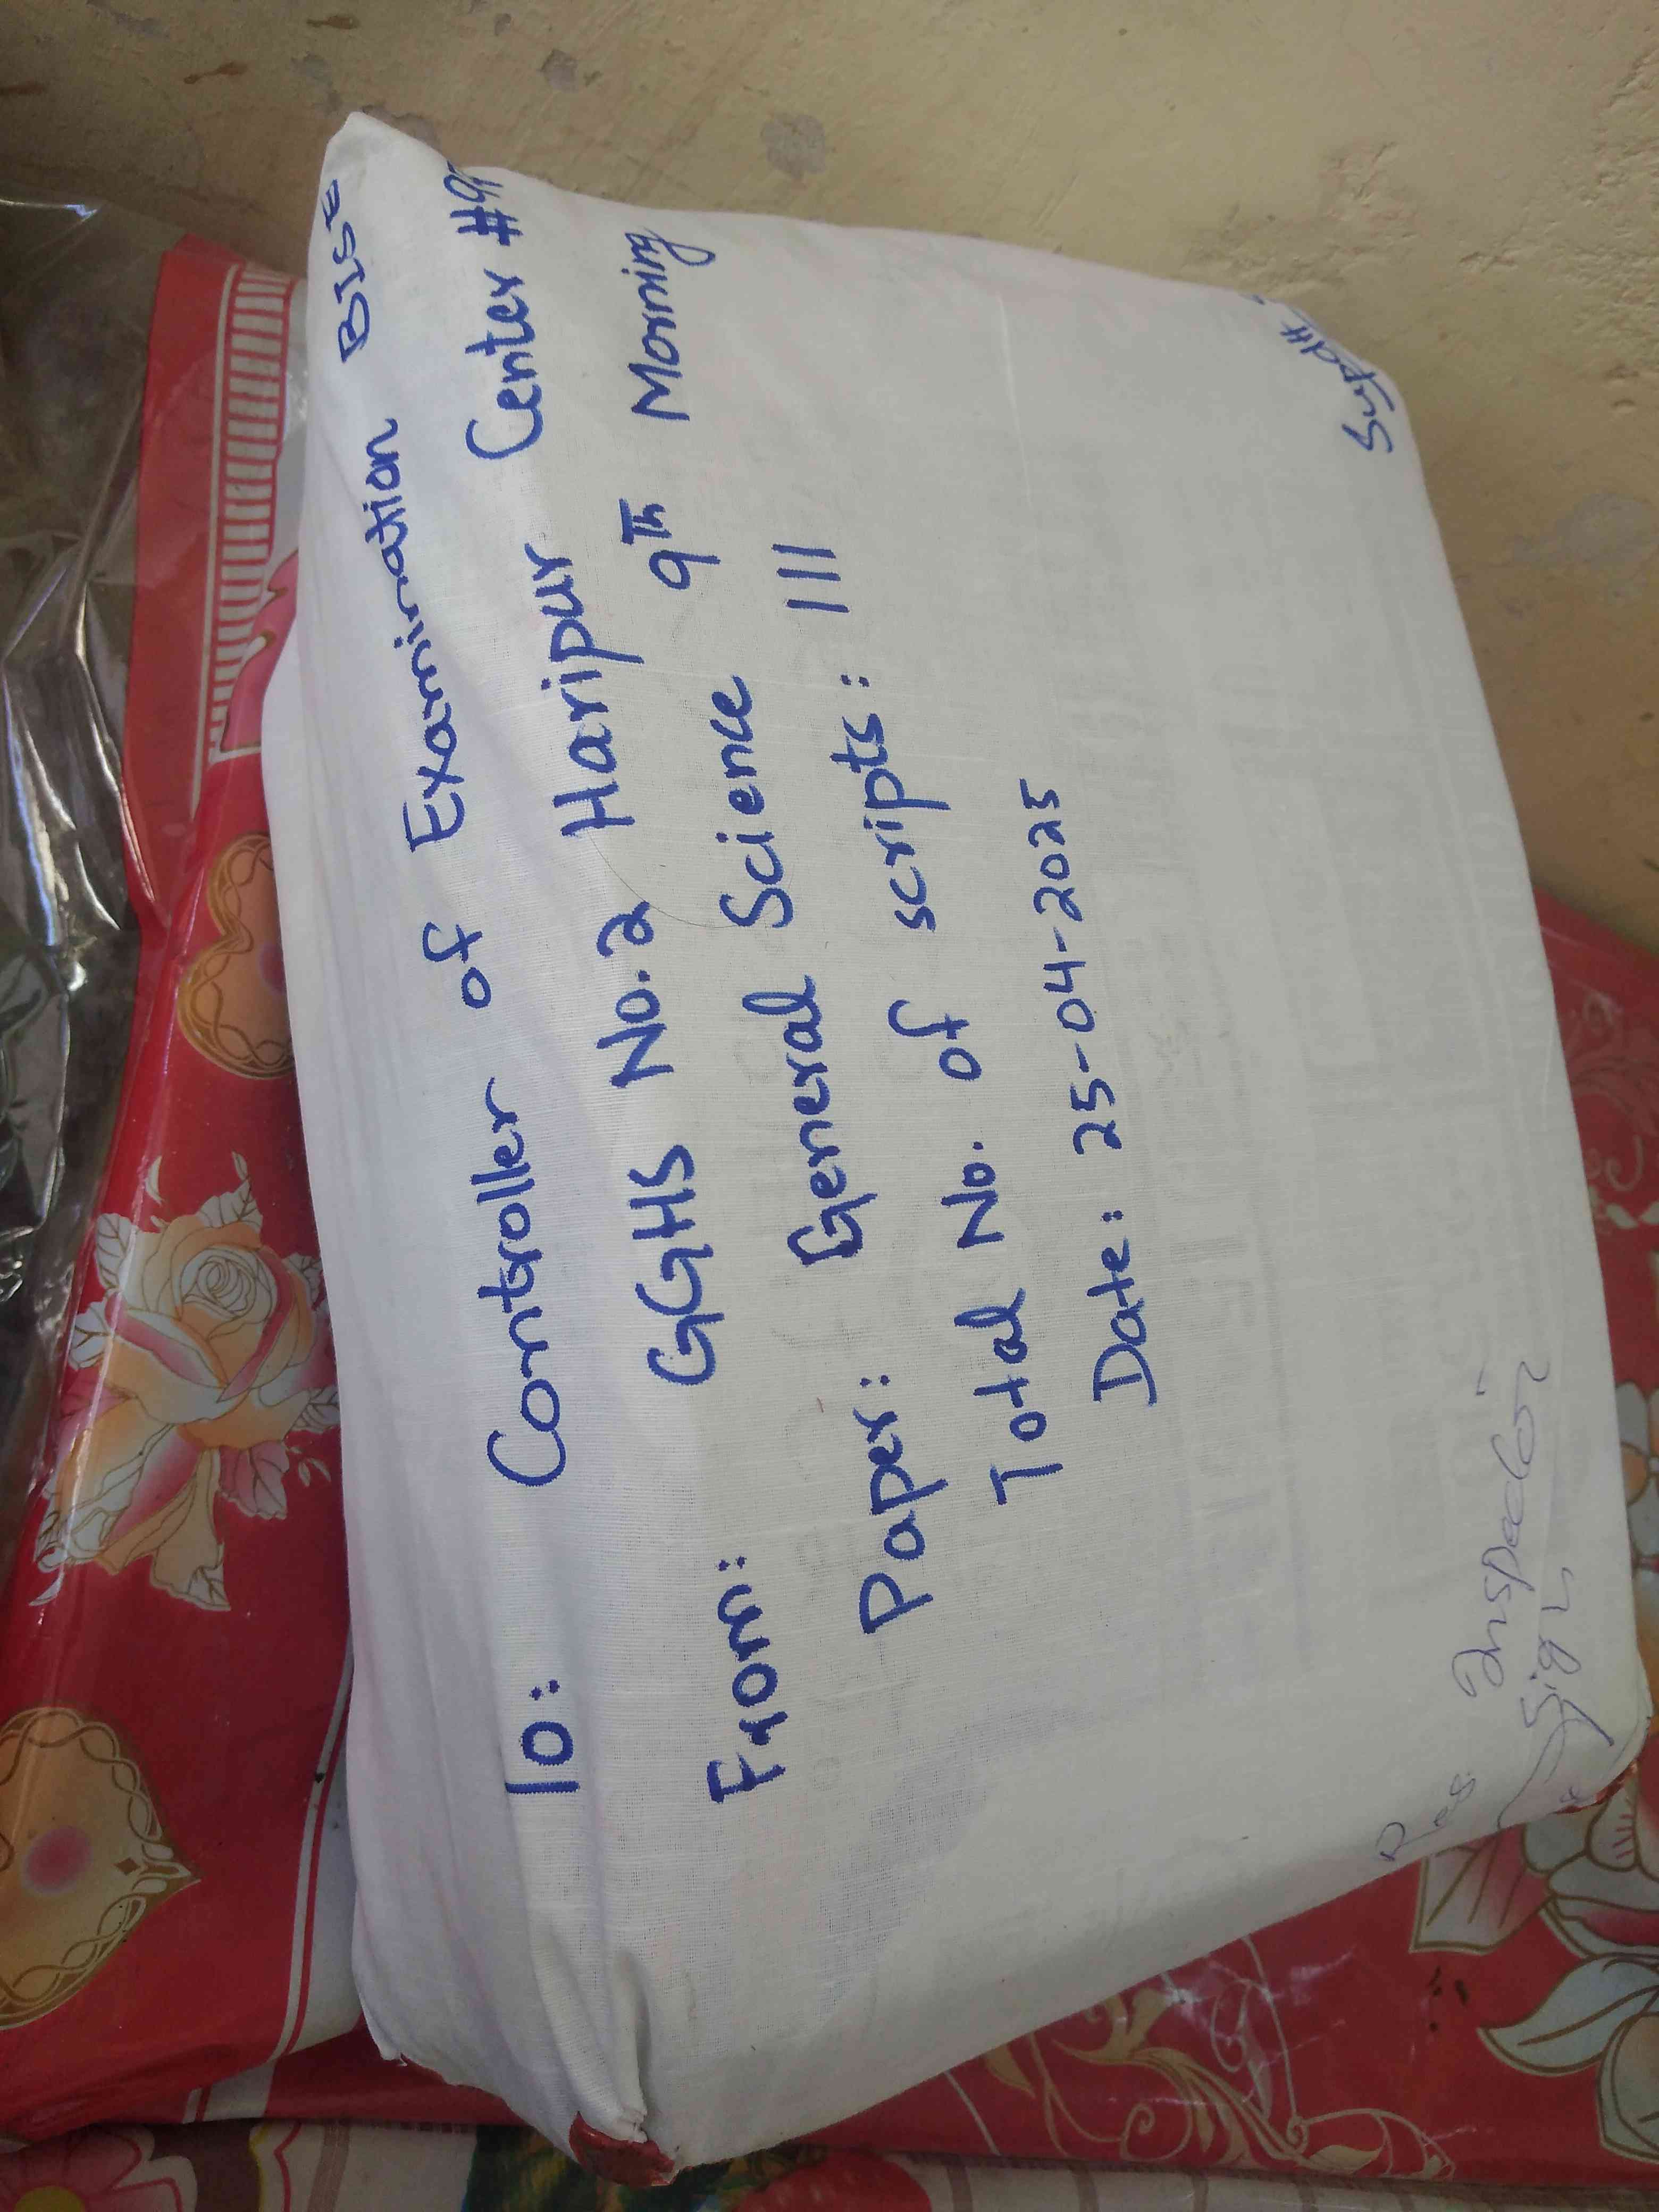 To: Controller of Examination BISE
From: GGHS No.2 Haripur Center #
Paper: General Science 9th Morning
Total No. of scripts: 111
Date: 25-04-2025
Supdtt
Res Inspector
Sig